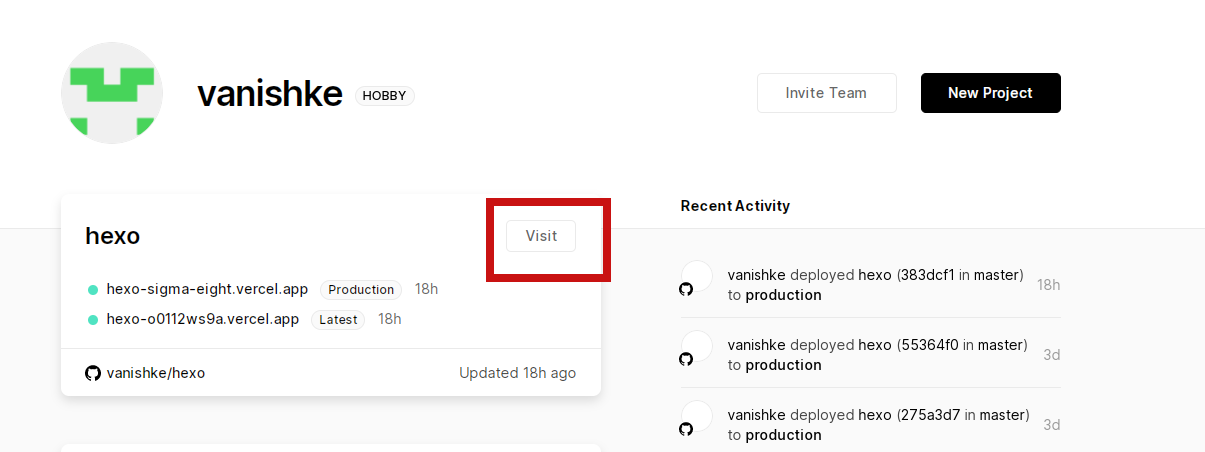 vanishke HOBBY
Invite Team
New Project
hexo
Visit
hexo-sigma-eight.vercel.app Production 18h
hexo-o0112ws9a.vercel.app Latest 18h
vanishke/hexo
Updated 18h ago
Recent Activity
vanishke deployed hexo (383dcf1 in master)
to production
18h
vanishke deployed hexo (55364f0 in master)
to production
3d
vanishke deployed hexo (275a3d7 in master)
to production
3d